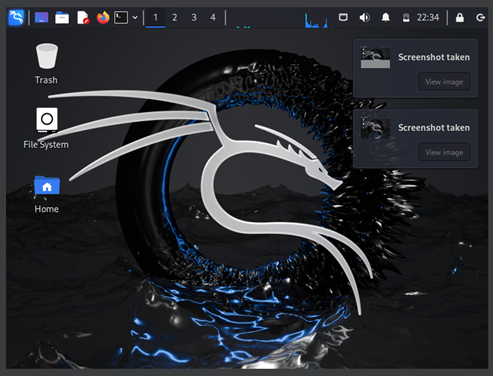 1 2 3 4
22:34
Screenshot taken
View image
Screenshot taken
View image
Trash
File System
Home